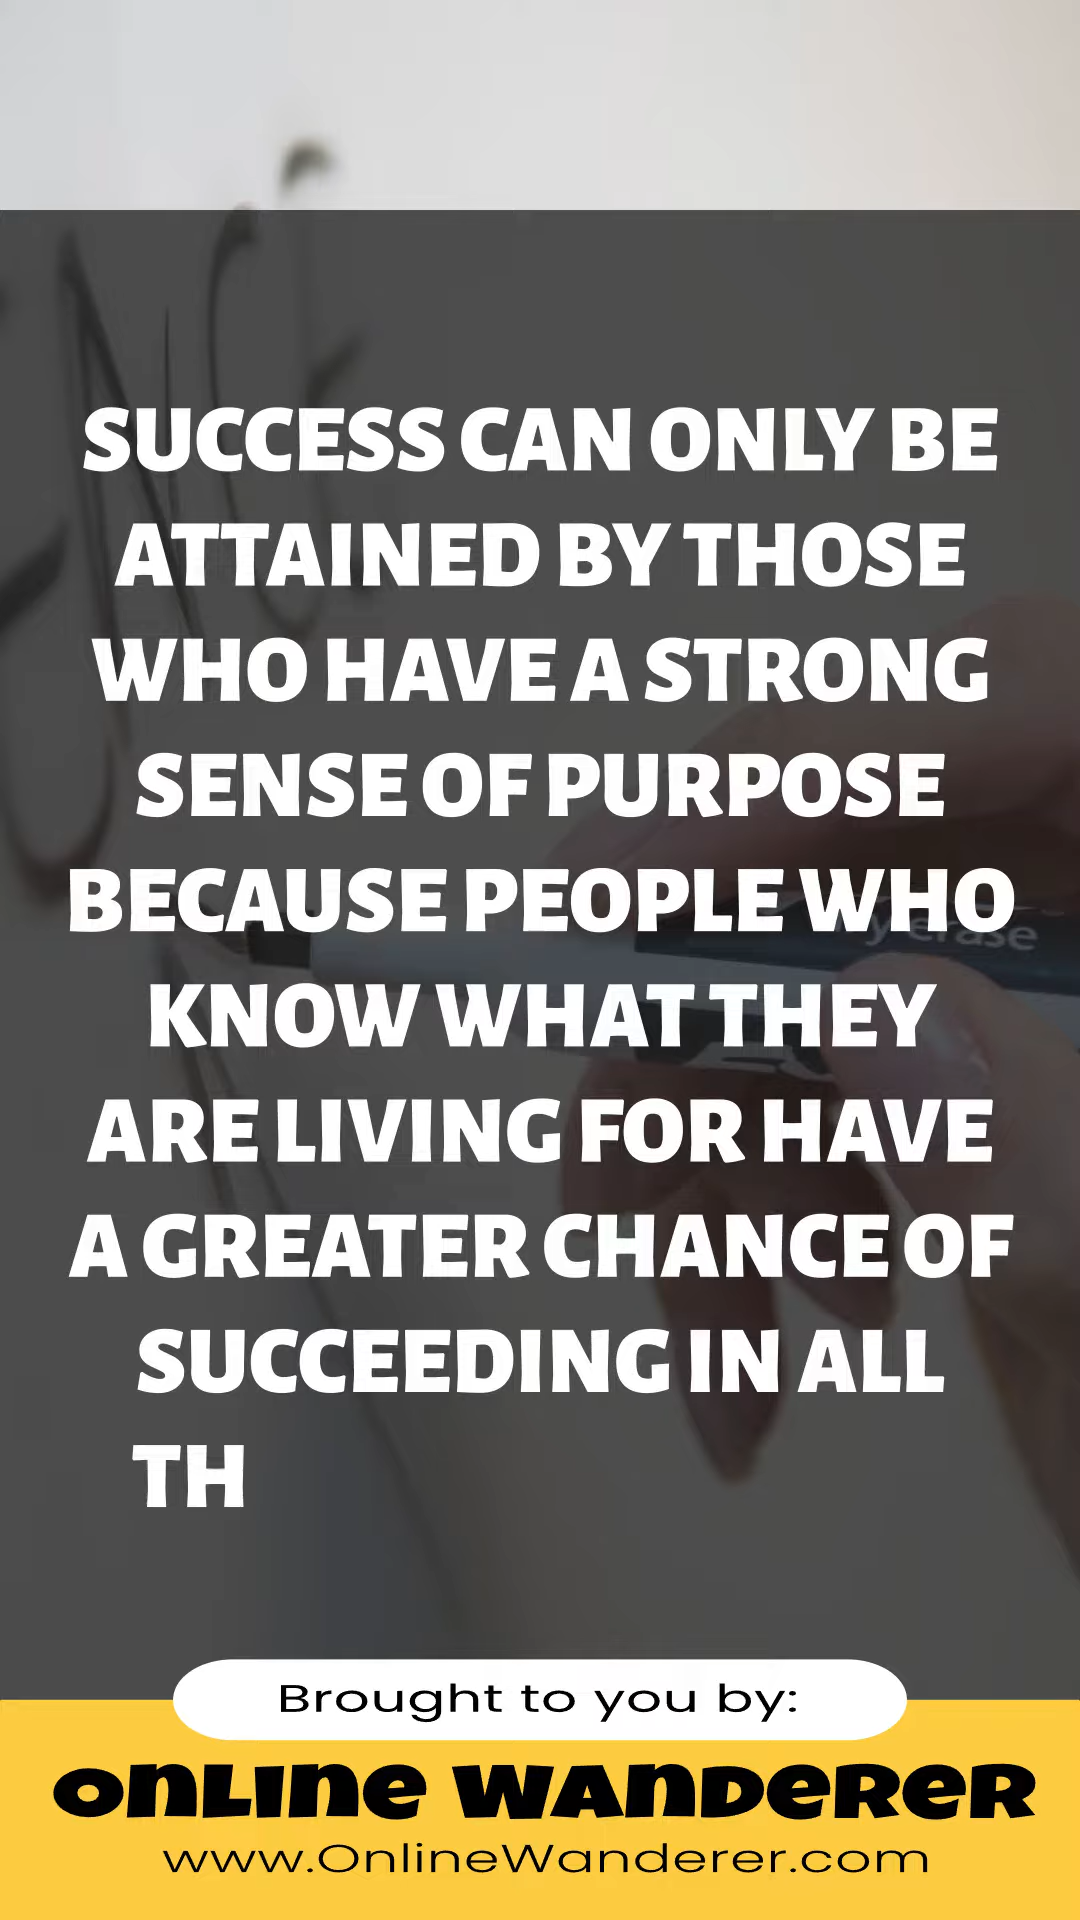 SUCCESS CAN ONLY BE
ATTAINED BY THOSE
WHO HAVE A STRONG
SENSE OF PURPOSE
BECAUSE PEOPLE WHO
KNOW WHAT THEY
ARE LIVING FOR HAVE
A GREATER CHANCE OF
SUCCEEDING IN ALL
TH
y erase
Brought to you by:
ONLINE WANDERER
www.OnlineWanderer.com